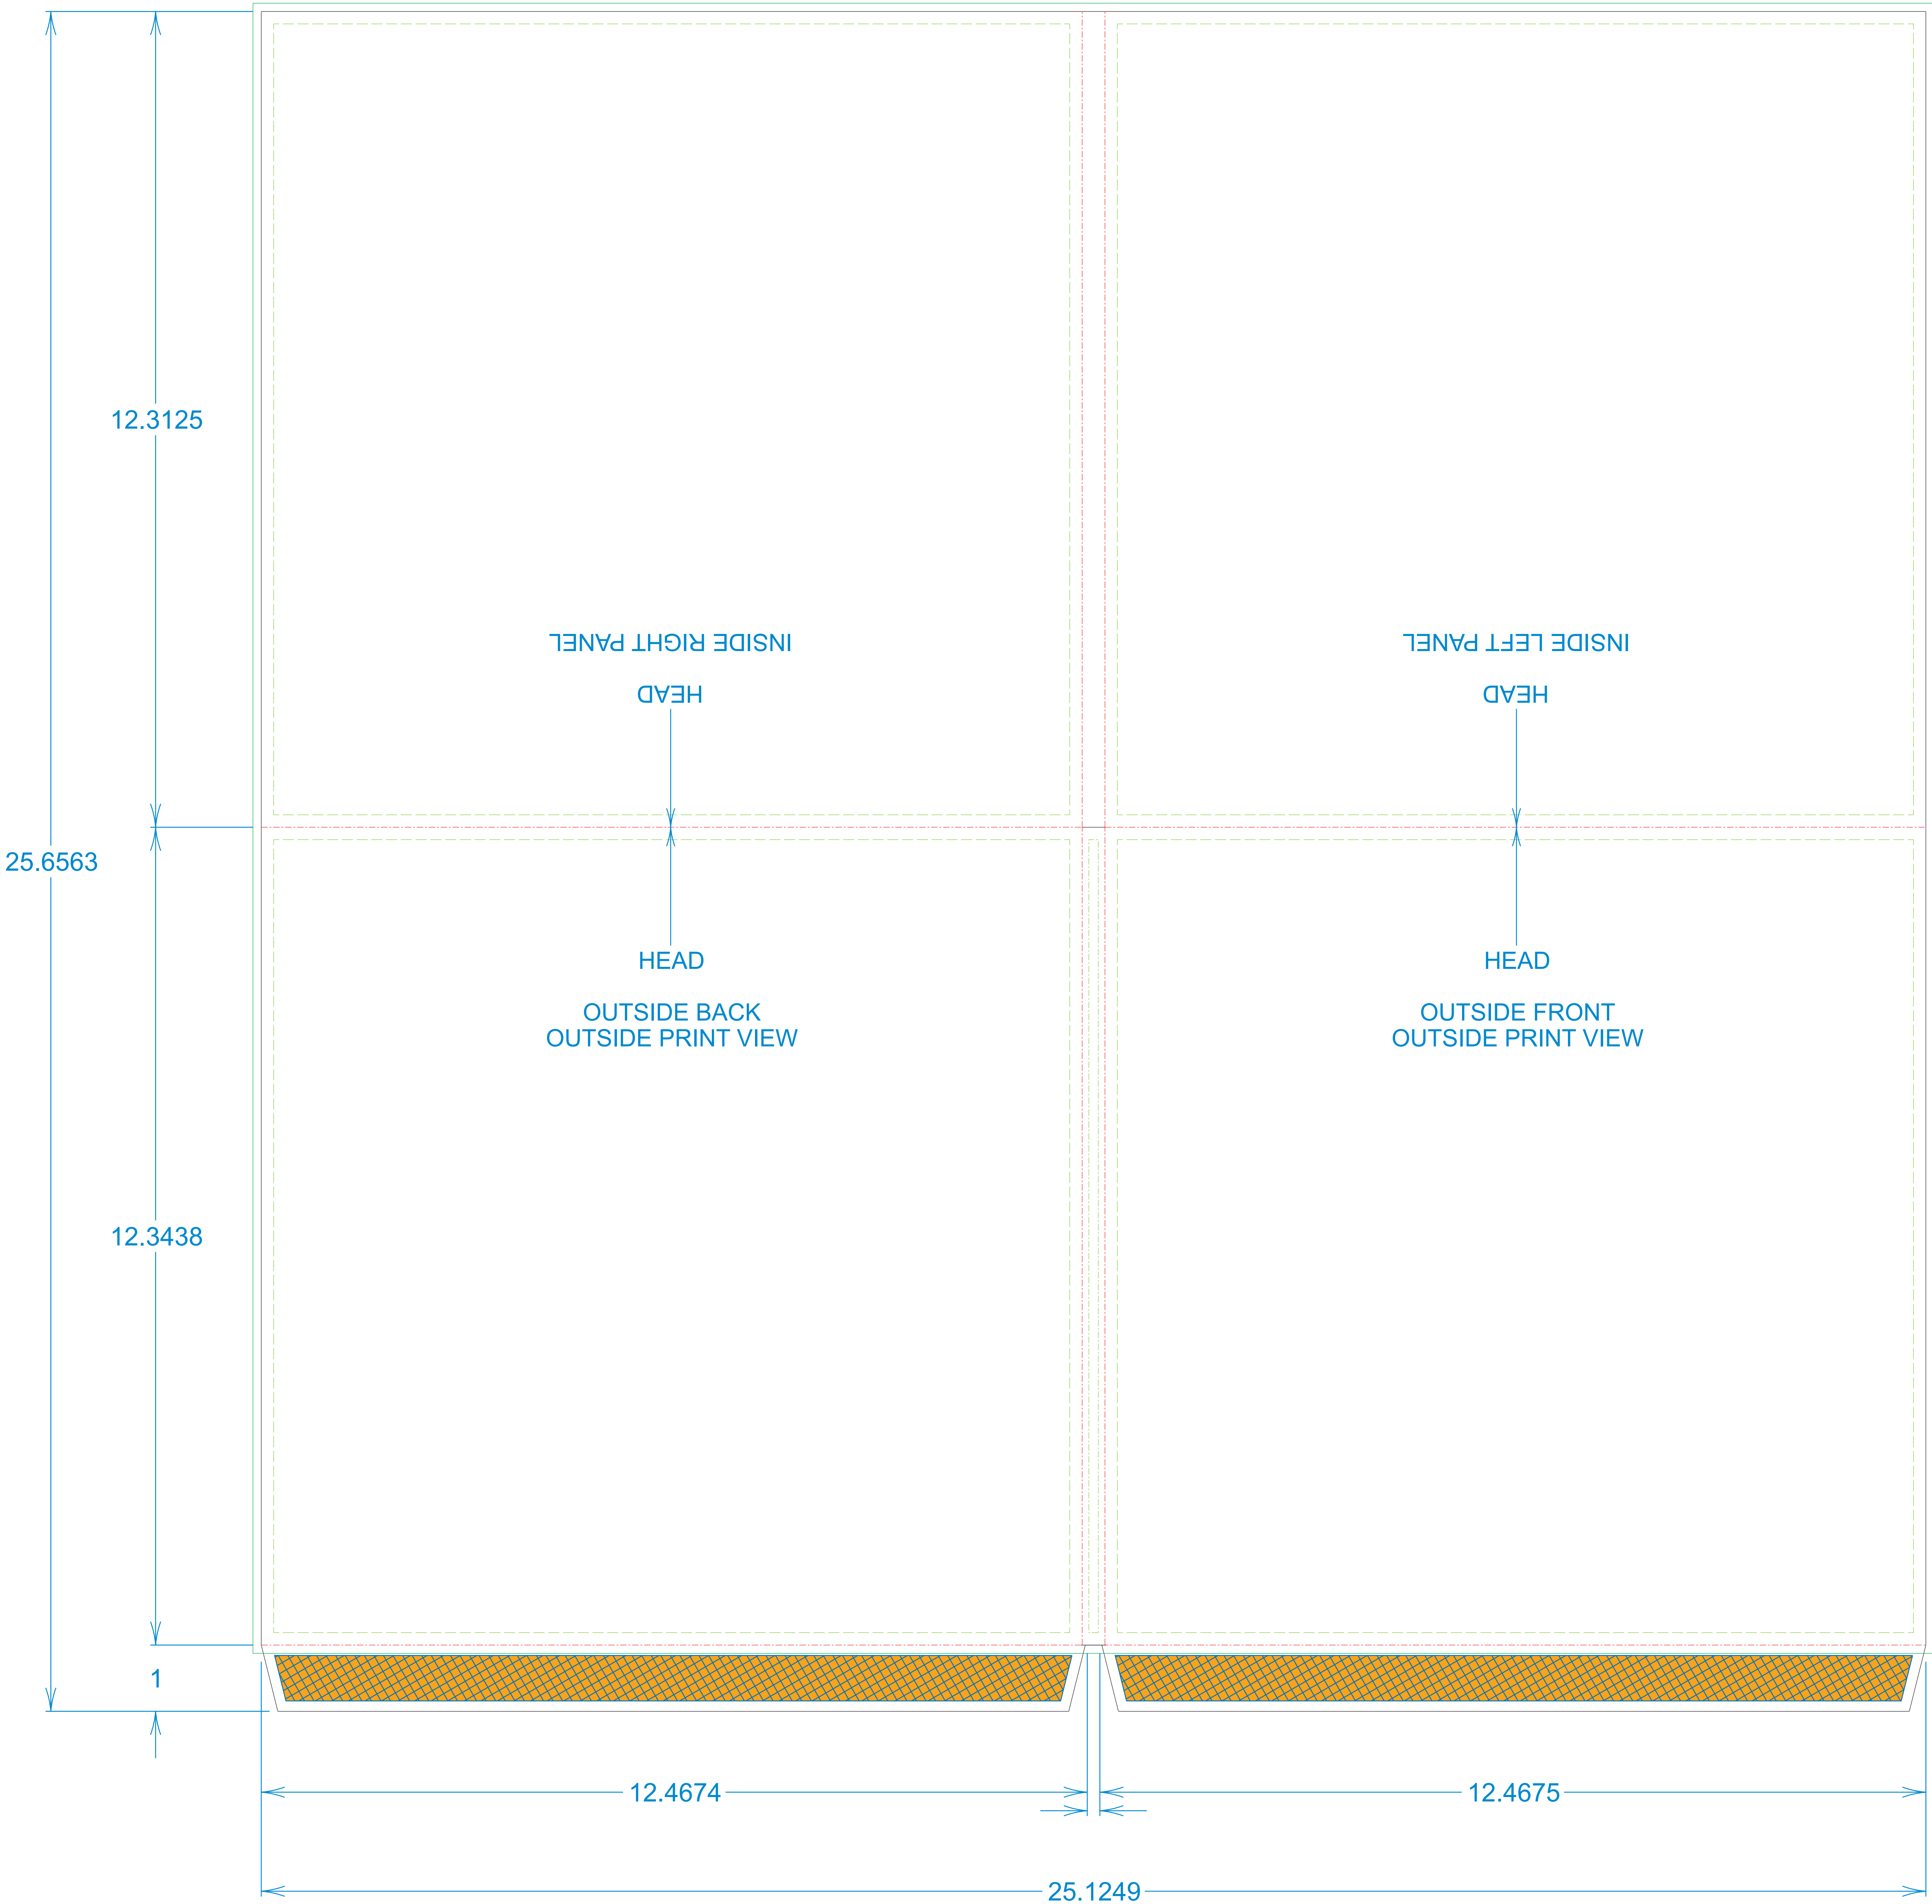 12.3125
INSIDE RIGHT PANEL
INSIDE LEFT PANEL
HEAD
HEAD
25.6563
HEAD
HEAD
OUTSIDE BACK
OUTSIDE PRINT VIEW
OUTSIDE FRONT
OUTSIDE PRINT VIEW
12.3438
1
12.4674
12.4675
25.1249